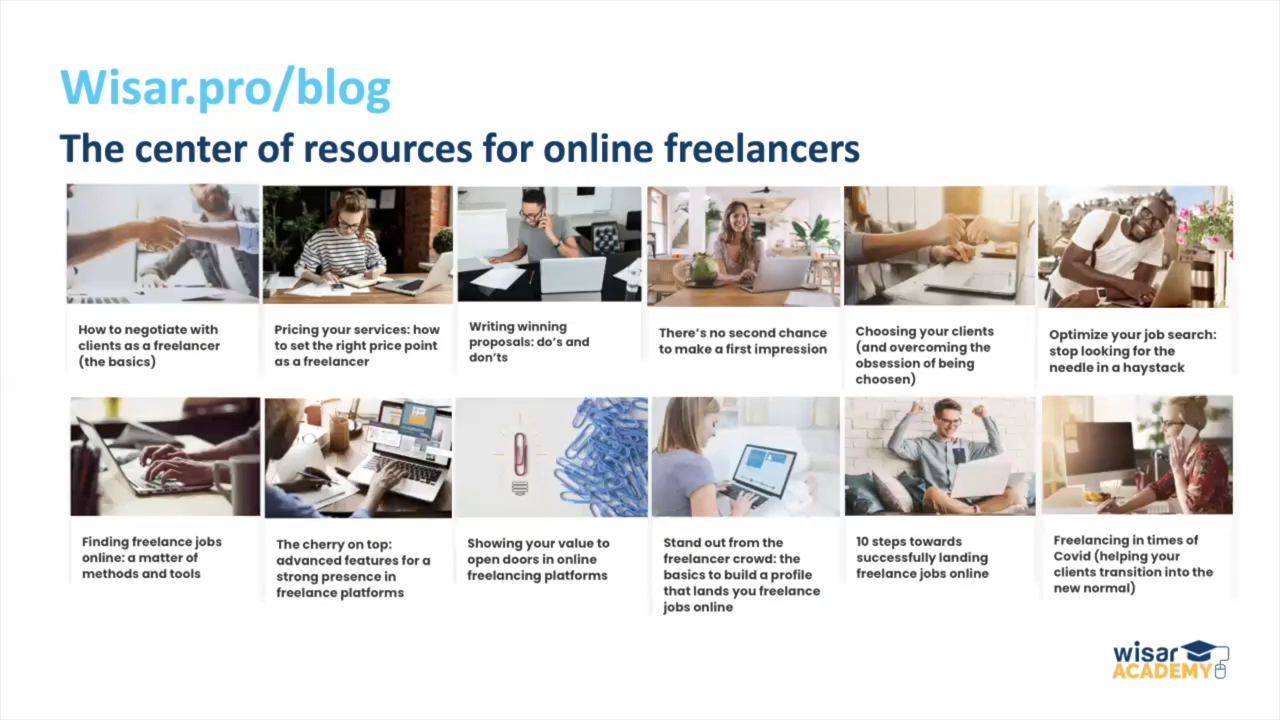 Wisar.pro/blog
The center of resources for online freelancers
How to negotiate with
clients as a freelancer
(the basics)
Pricing your services: how
to set the right price point
as a freelancer
Writing winning
proposals: do’s and
don’ts
There’s no second chance
to make a first impression
Choosing your clients
(and overcoming the
obsession of being
choosen)
Optimize your job search:
stop looking for the
needle in a haystack
Finding freelance jobs
online: a matter of
methods and tools
The cherry on top:
advanced features for a
strong presence in
freelance platforms
Showing your value to
open doors in online
freelancing platforms
Stand out from the
freelancer crowd: the
basics to build a profile
that lands you freelance
jobs online
10 steps towards
successfully landing
freelance jobs online
Freelancing in times of
Covid (helping your
clients transition into the
new normal)
wisar
ACADEMY